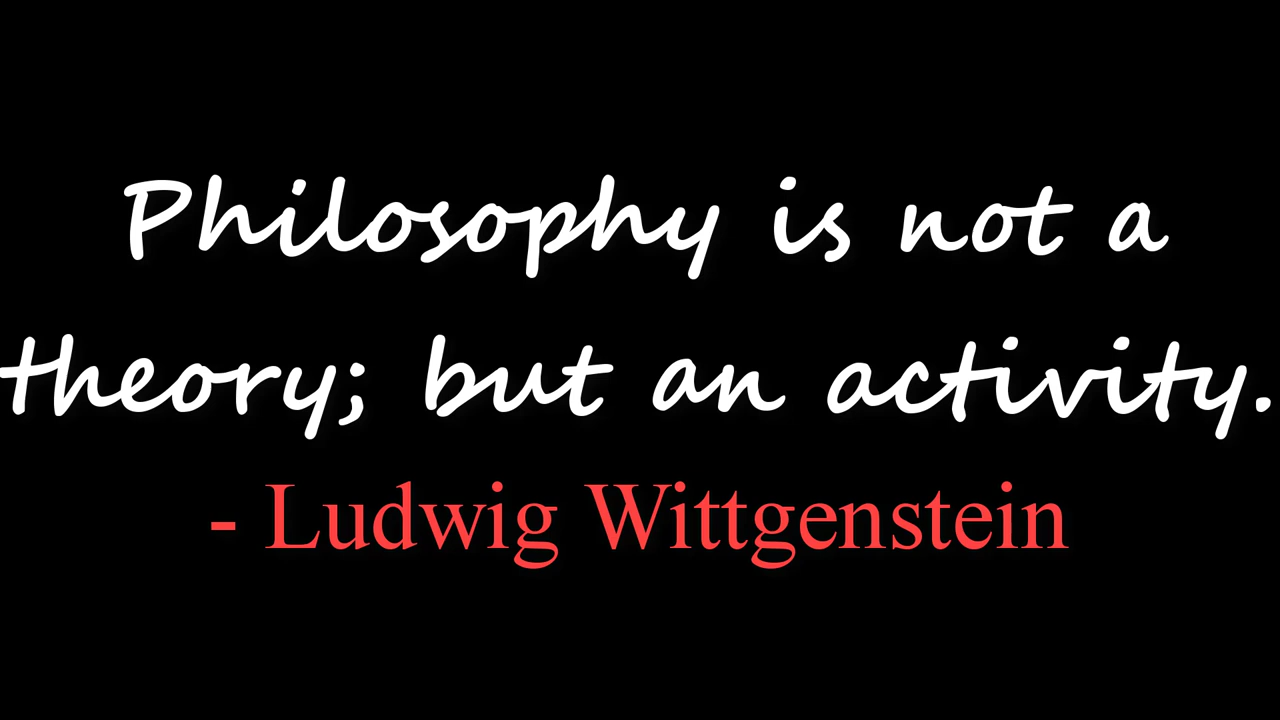 Philosophy is not a
theory; but an activity.
- Ludwig Wittgenstein